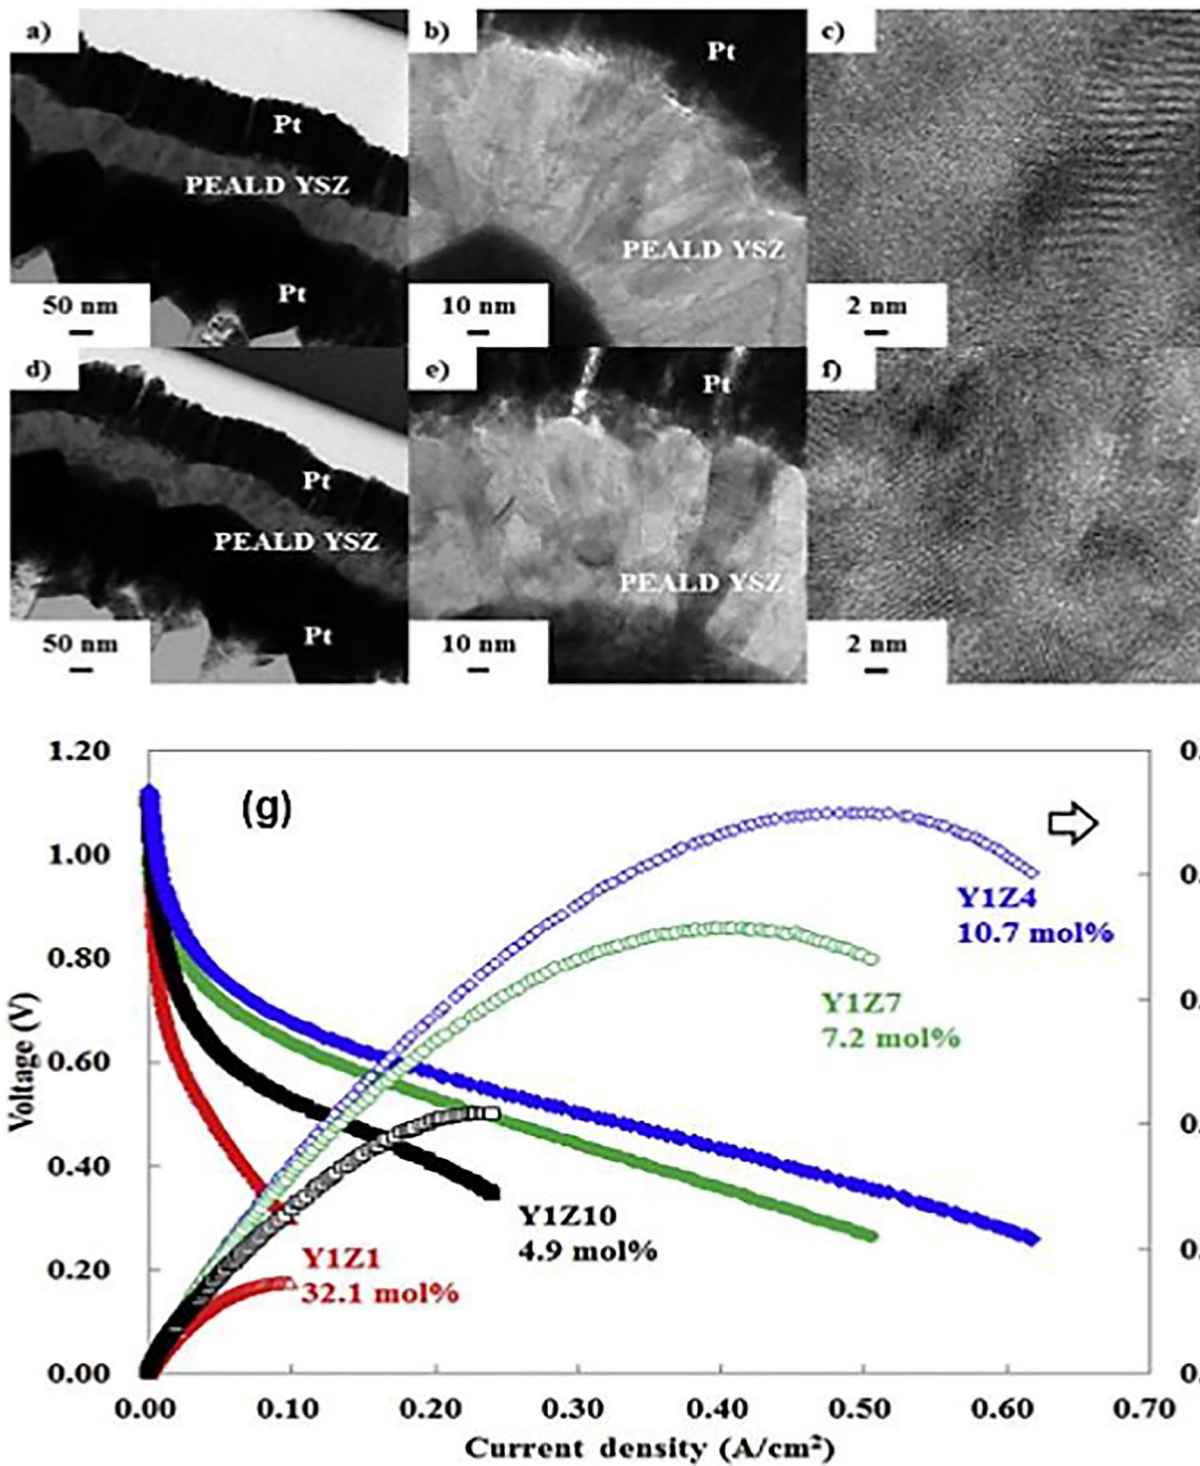 a)
Pt
PEALD YSZ
Pt
50 nm
b)
Pt
PEALD YSZ
10 nm
c)
2 nm
d)
Pt
PEALD YSZ
Pt
50 nm
e)
Pt
PEALD YSZ
10 nm
f)
2 nm
(g)
1.20
1.00
0.80
0.60
0.40
0.20
0.00
Voltage (V)
Y1Z4
10.7 mol%
Y1Z7
7.2 mol%
Y1Z10
4.9 mol%
Y1Z1
32.1 mol%
0.00 0.10 0.20 0.30 0.40 0.50 0.60 0.70
Current density (A/cm²)